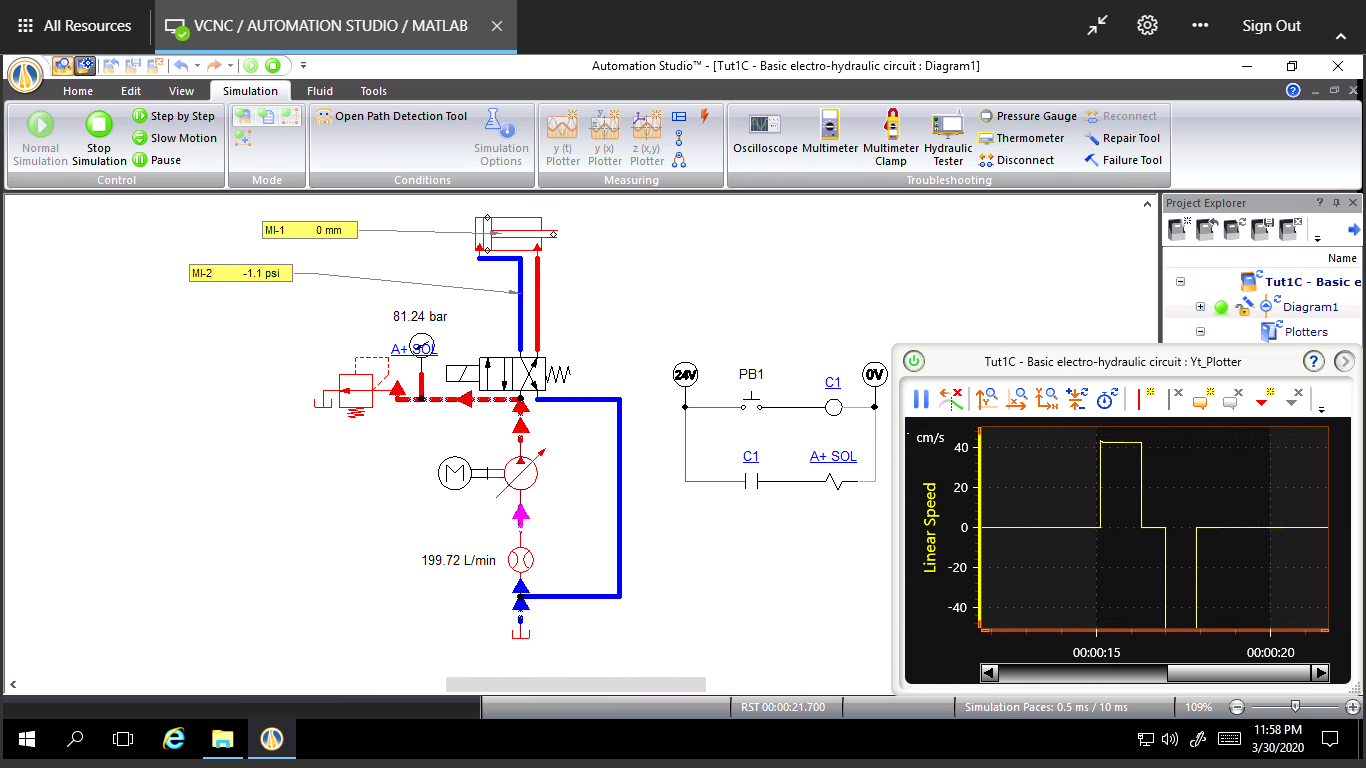 All Resources
VCNC / AUTOMATION STUDIO / MATLAB
Sign Out
Automation Studio™ - [Tut1C - Basic electro-hydraulic circuit : Diagram1]
Home Edit View Simulation Fluid Tools
Normal Simulation
Stop Simulation
Step by Step
Slow Motion
Pause
Control
Mode
Open Path Detection Tool
Simulation Options
Conditions
y (t) Plotter
y (x) Plotter
z (x,y) Plotter
Measuring
Oscilloscope
Multimeter
Multimeter Clamp
Hydraulic Tester
Pressure Gauge
Thermometer
Disconnect
Reconnect
Repair Tool
Failure Tool
Troubleshooting
MI-1 0 mm
MI-2 -1.1 psi
81.24 bar
A+ SOL
M
199.72 L/min
24V
PB1
C1
0V
C1
A+ SOL
Project Explorer
Name
Tut1C - Basic e
Diagram1
Plotters
Tut1C - Basic electro-hydraulic circuit : Yt_Plotter
cm/s
Linear Speed
40
20
0
-20
-40
00:00:15
00:00:20
RST 00:00:21.700
Simulation Paces: 0.5 ms / 10 ms
109%
11:58 PM
3/30/2020